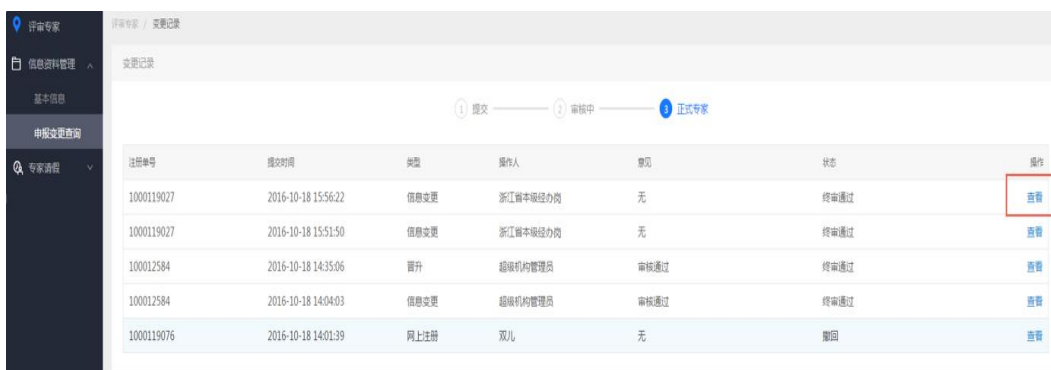 评审专家
信息资料管理
基本信息
申报变更查询
专家请假
评审专家 / 变更记录
变更记录
1 提交 2 审核中 3 正式专家
注册单号 提交时间 类型 操作人 意见 状态 操作
1000119027 2016-10-18 15:56:22 信息变更 浙江省本级经办岗 无 终审通过 查看
1000119027 2016-10-18 15:51:50 信息变更 浙江省本级经办岗 无 终审通过 查看
100012584 2016-10-18 14:35:06 晋升 超级机构管理员 审核通过 终审通过 查看
100012584 2016-10-18 14:04:03 信息变更 超级机构管理员 审核通过 终审通过 查看
1000119076 2016-10-18 14:01:39 网上注册 双儿 无 撤回 查看